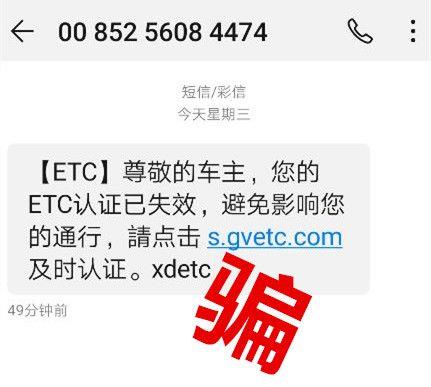 00 852 5608 4474
短信/彩信
今天星期三
【ETC】尊敬的车主，您的
ETC认证已失效，避免影响您
的通行，請点击 s.gvetc.com
及时认证。xdetc
49分钟前
骗